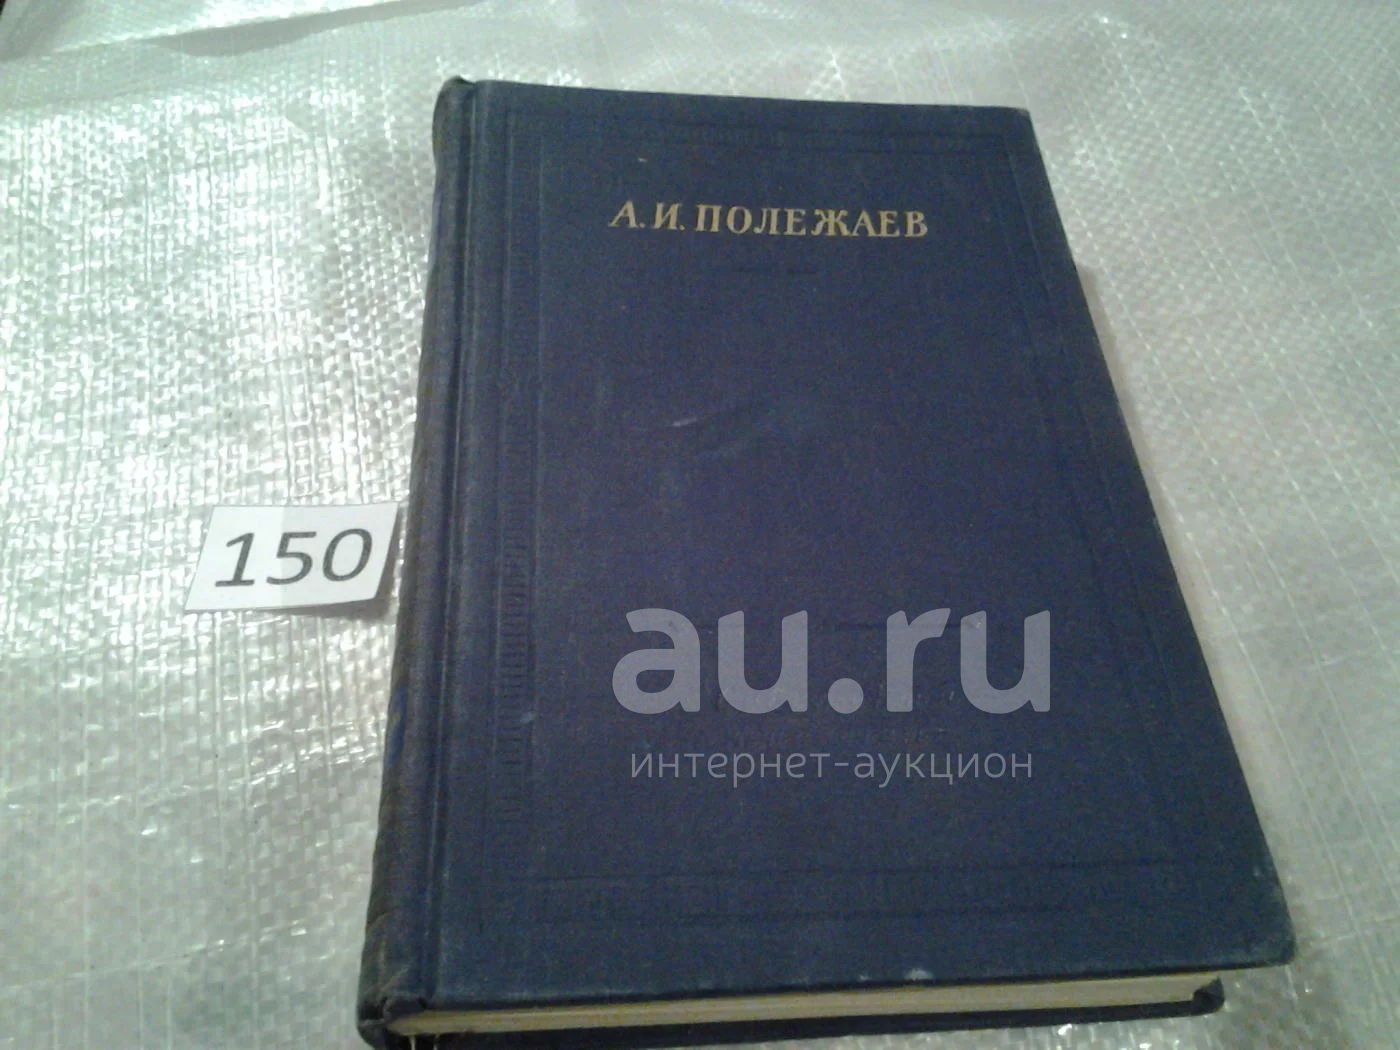 А. И. ПОЛЕЖАЕВ
150
au.ru
интернет-аукцион